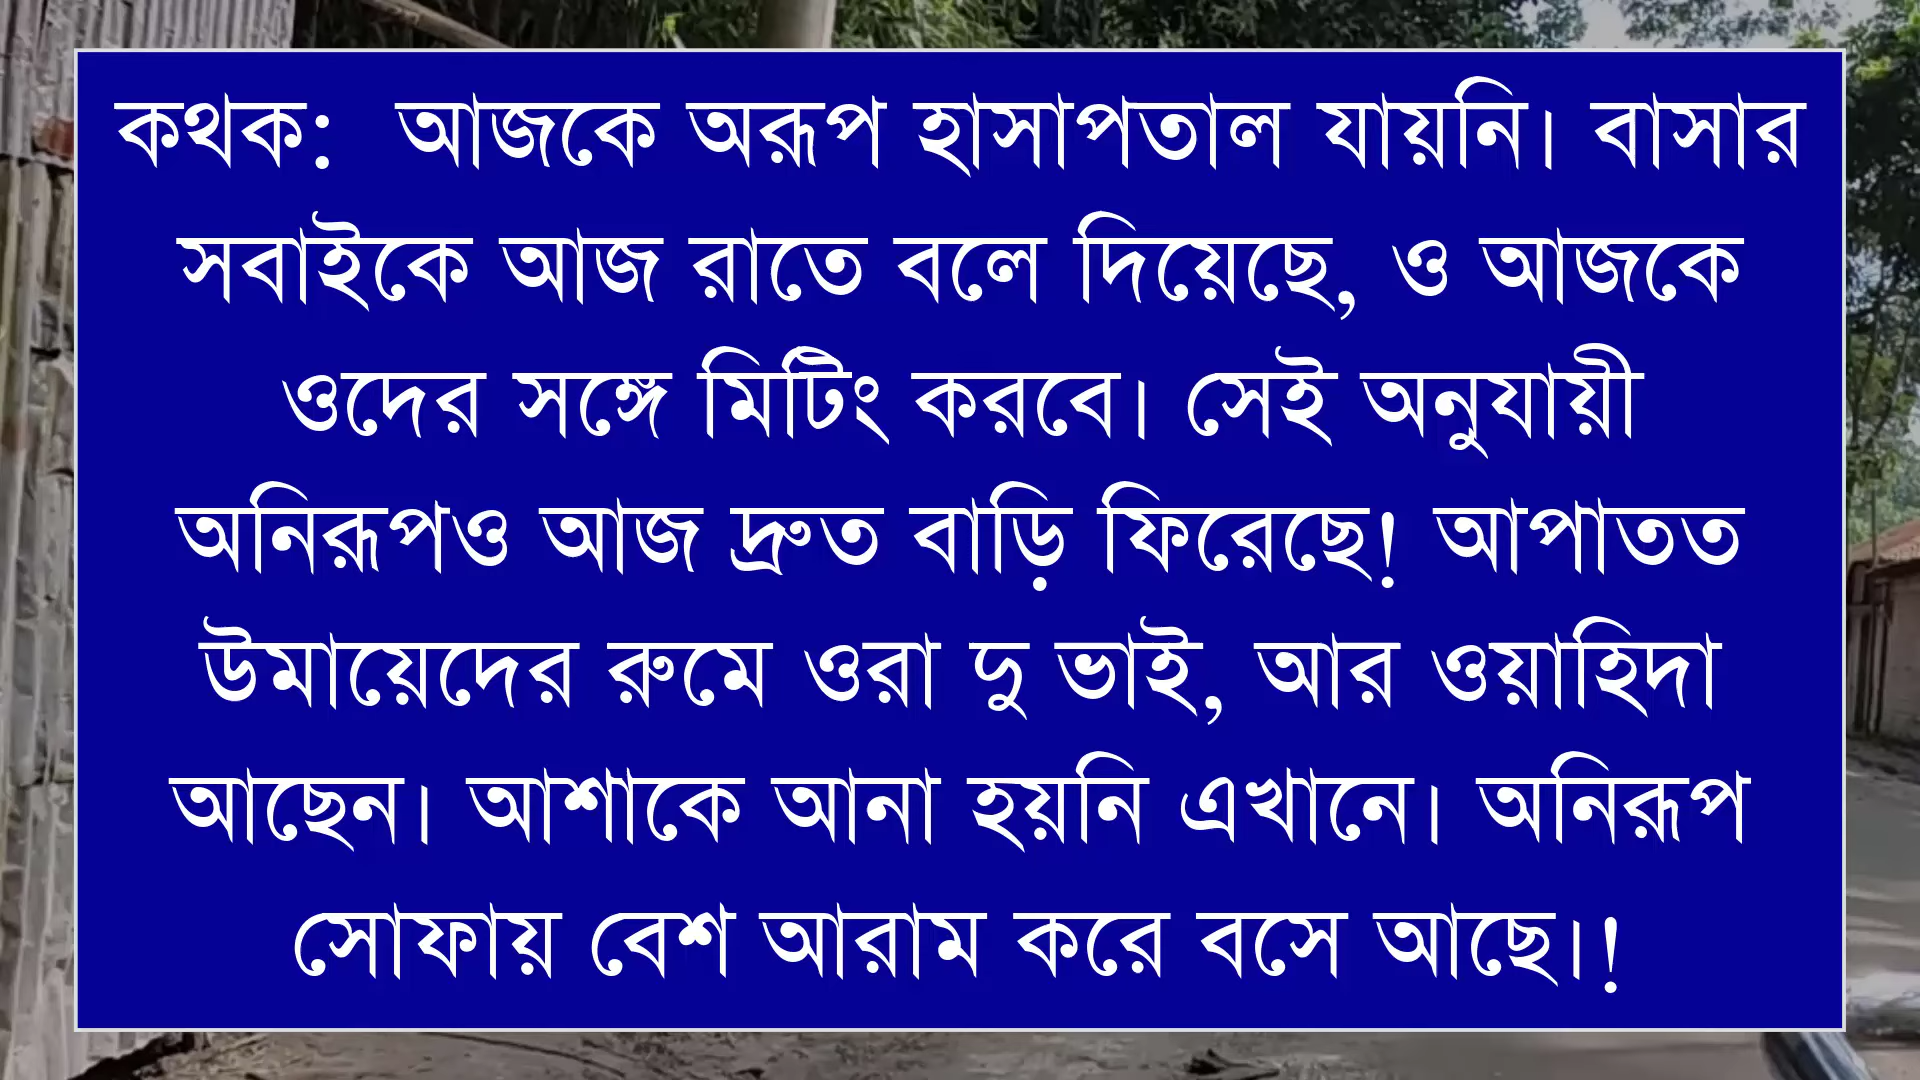 কথক:  আজকে অরূপ হাসাপতাল যায়নি। বাসার
সবাইকে আজ রাতে বলে দিয়েছে, ও আজকে
ওদের সঙ্গে মিটিং করবে। সেই অনুযায়ী
অনিরূপও আজ দ্রুত বাড়ি ফিরেছে! আপাতত
উমায়েদের রুমে ওরা দু ভাই, আর ওয়াহিদা
আছেন। আশাকে আনা হয়নি এখানে। অনিরূপ
সোফায় বেশ আরাম করে বসে আছে।!